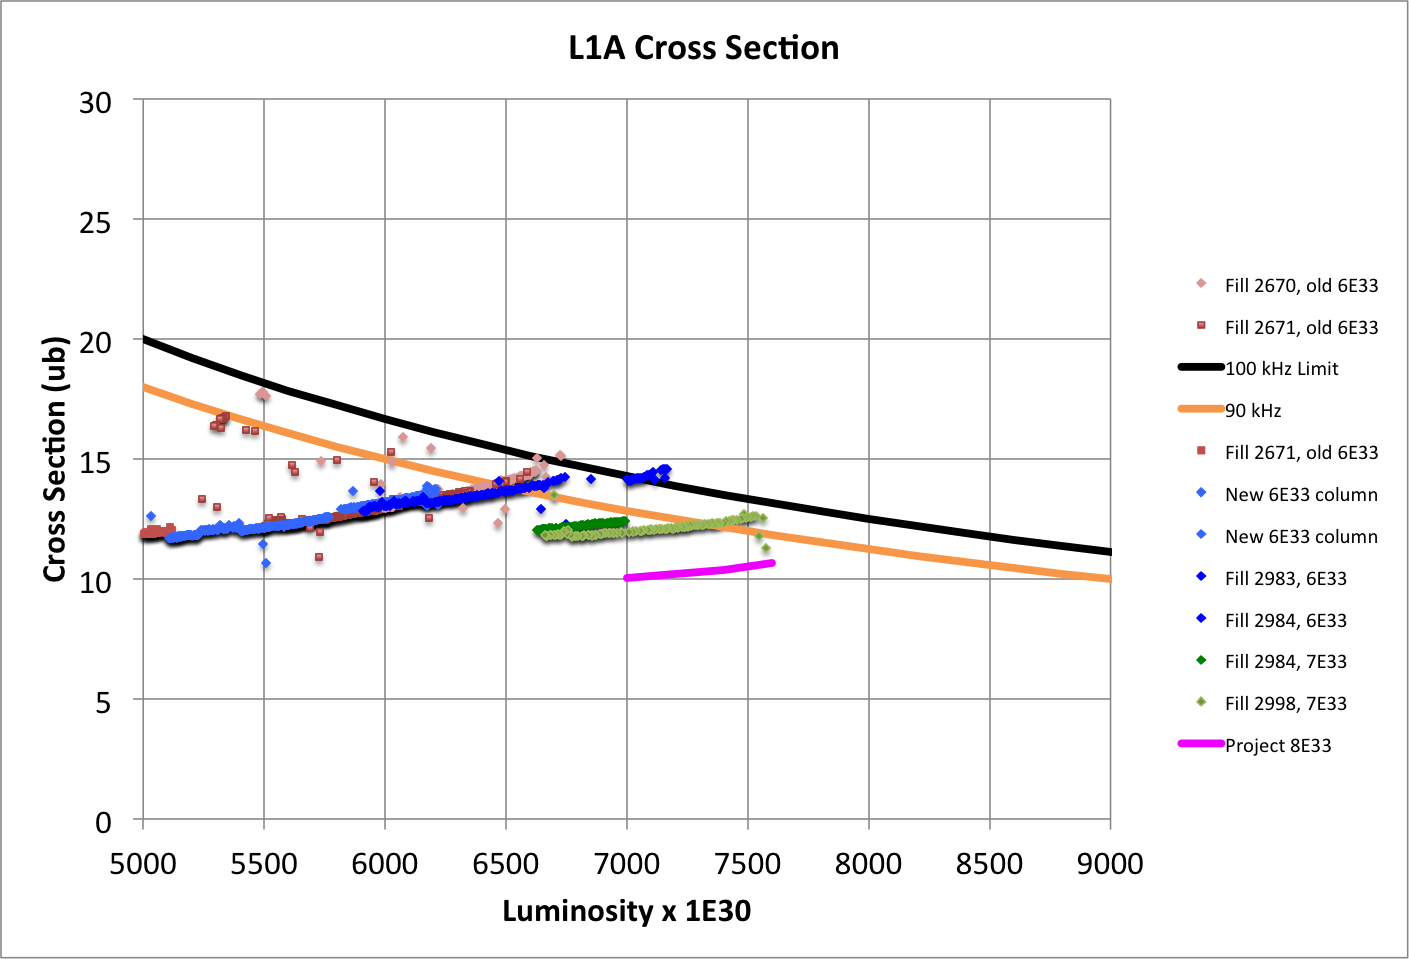 L1A Cross Section
30
25
20
15
10
5
0
Cross Section (ub)
5000 5500 6000 6500 7000 7500 8000 8500 9000
Luminosity x 1E30
Fill 2670, old 6E33
Fill 2671, old 6E33
100 kHz Limit
90 kHz
Fill 2671, old 6E33
New 6E33 column
New 6E33 column
Fill 2983, 6E33
Fill 2984, 6E33
Fill 2984, 7E33
Fill 2998, 7E33
Project 8E33